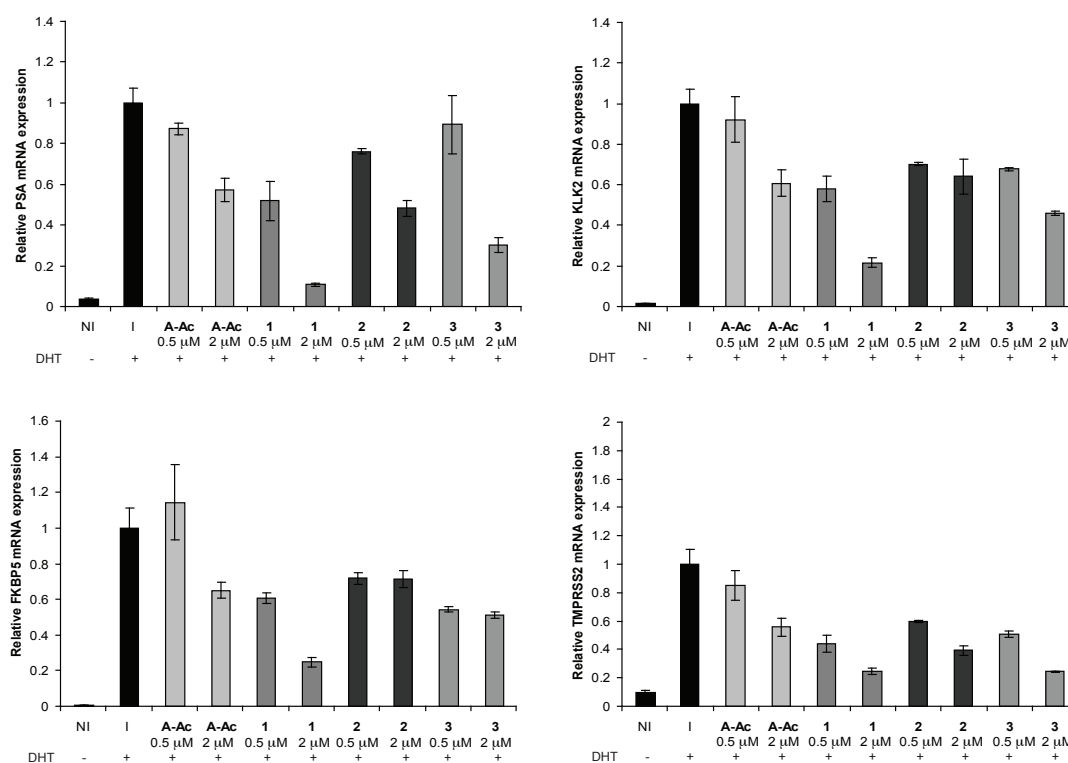 Relative PSA mRNA expression
1.4
1.2
1
0.8
0.6
0.4
0.2
0
NI I A-Ac A-Ac 1 1 2 2 3 3
0.5 μM 2 μM 0.5 μM 2 μM 0.5 μM 2 μM 0.5 μM 2 μM
DHT - + + + + + + + + +
Relative KLK2 mRNA expression
1.4
1.2
1
0.8
0.6
0.4
0.2
0
NI I A-Ac A-Ac 1 1 2 2 3 3
0.5 μM 2 μM 0.5 μM 2 μM 0.5 μM 2 μM 0.5 μM 2 μM
DHT - + + + + + + + + +
Relative FKBP5 mRNA expression
1.6
1.4
1.2
1
0.8
0.6
0.4
0.2
0
NI I A-Ac A-Ac 1 1 2 2 3 3
0.5 μM 2 μM 0.5 μM 2 μM 0.5 μM 2 μM 0.5 μM 2 μM
DHT - + + + + + + + + +
Relative TMPRSS2 mRNA expression
2
1.8
1.6
1.4
1.2
1
0.8
0.6
0.4
0.2
0
NI I A-Ac A-Ac 1 1 2 2 3 3
0.5 μM 2 μM 0.5 μM 2 μM 0.5 μM 2 μM 0.5 μM 2 μM
DHT - + + + + + + + + +